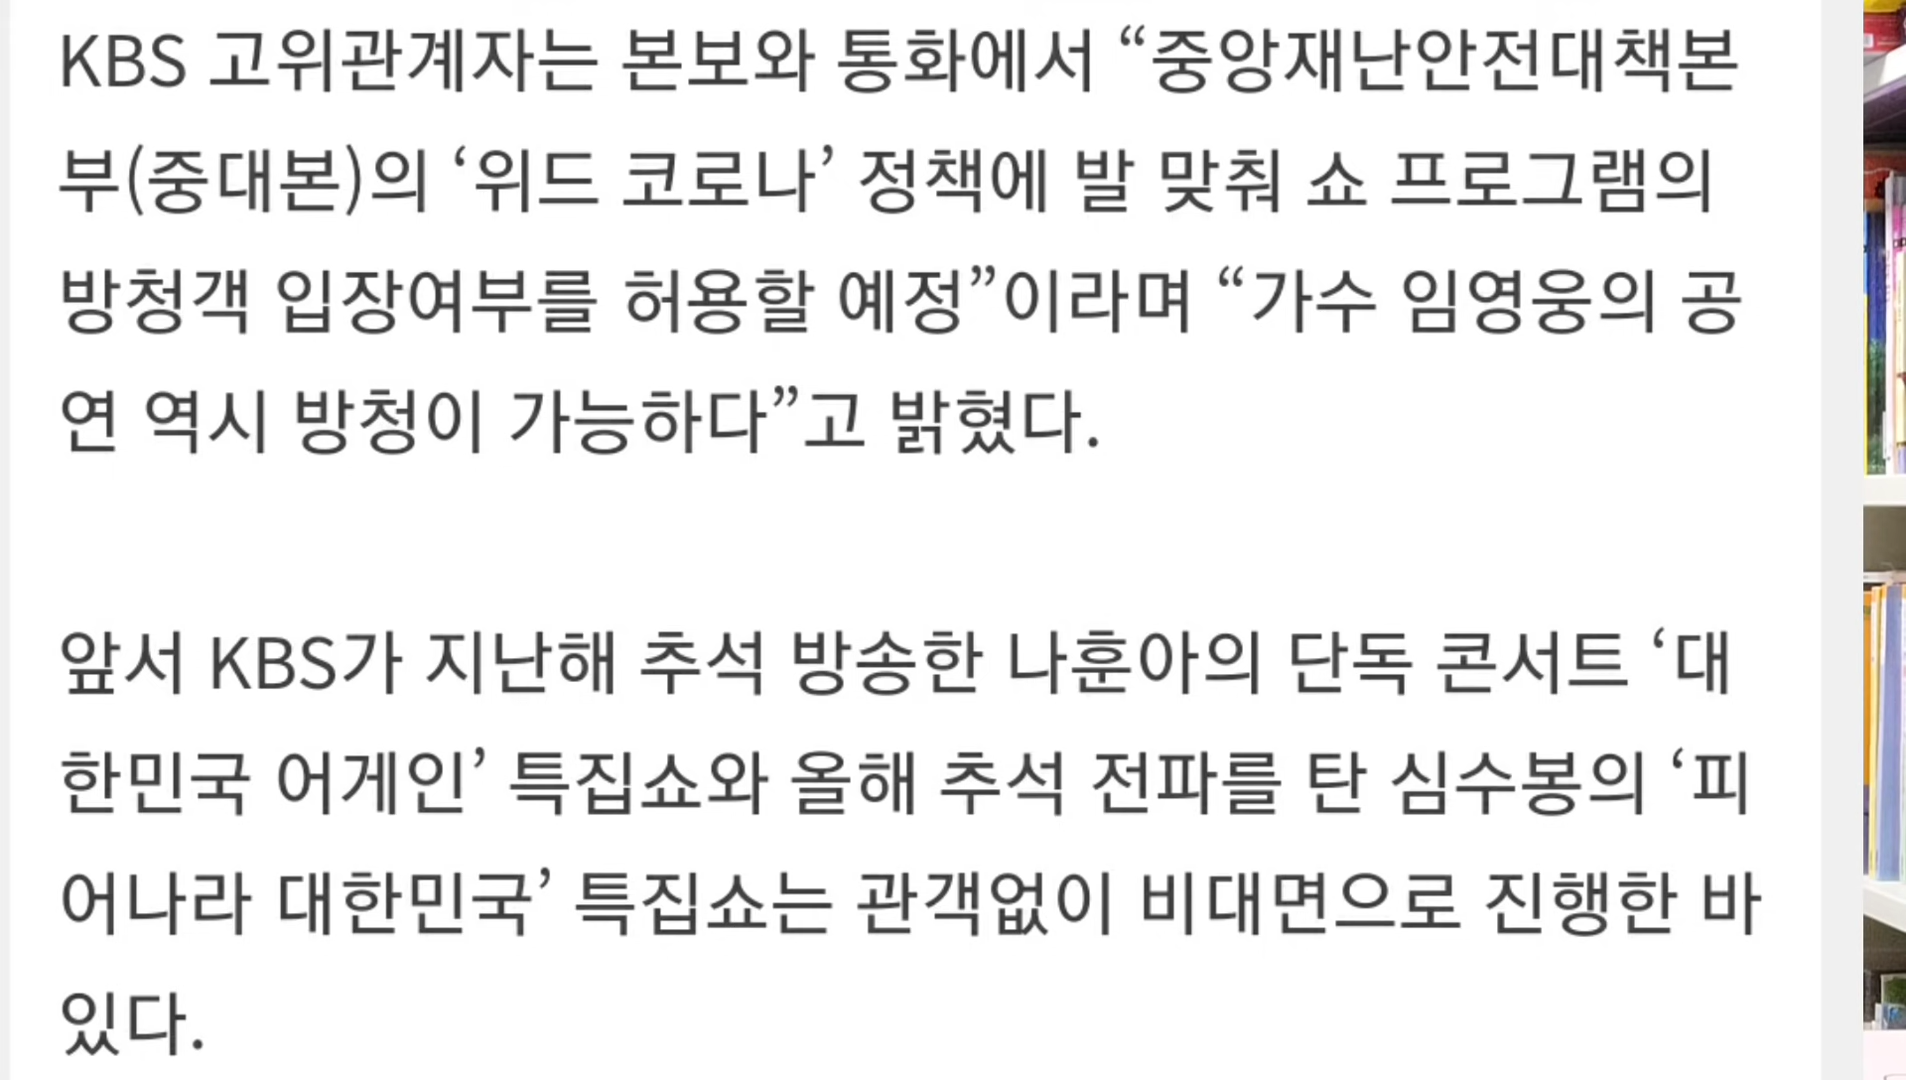 KBS 고위관계자는 본보와 통화에서 “중앙재난안전대책본
부(중대본)의 ‘위드 코로나’ 정책에 발 맞춰 쇼 프로그램의
방청객 입장여부를 허용할 예정”이라며 “가수 임영웅의 공
연 역시 방청이 가능하다”고 밝혔다.
앞서 KBS가 지난해 추석 방송한 나훈아의 단독 콘서트 ‘대
한민국 어게인’ 특집쇼와 올해 추석 전파를 탄 심수봉의 ‘피
어나라 대한민국’ 특집쇼는 관객없이 비대면으로 진행한 바
있다.